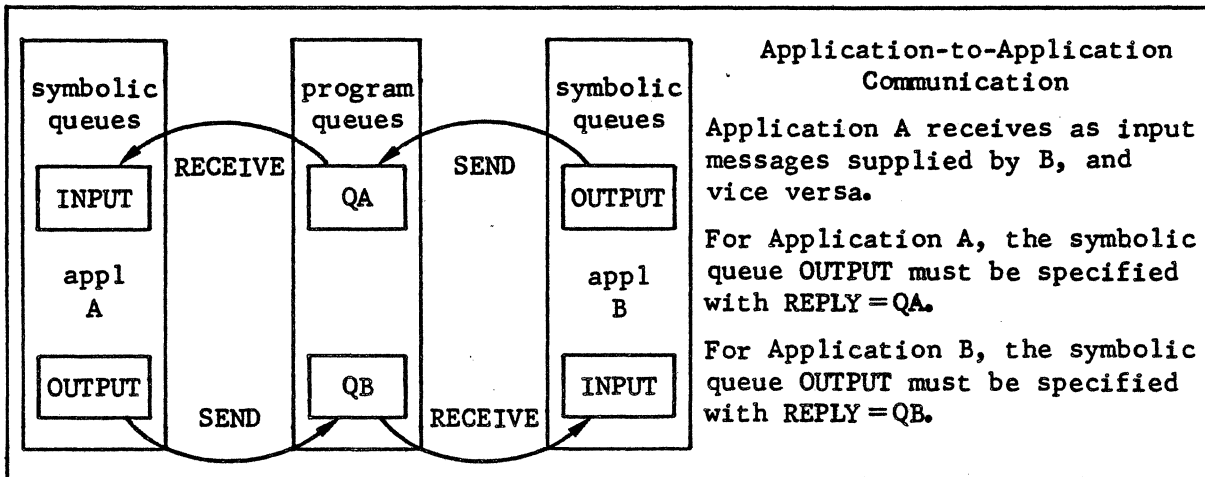 symbolic
queues
INPUT
appl
A
OUTPUT
RECEIVE
SEND
program
queues
QA
QB
SEND
RECEIVE
symbolic
queues
OUTPUT
appl
B
INPUT
Application-to-Application
Communication
Application A receives as input
messages supplied by B, and
vice versa.
For Application A, the symbolic
queue OUTPUT must be specified
with REPLY=QA.
For Application B, the symbolic
queue OUTPUT must be specified
with REPLY=QB.